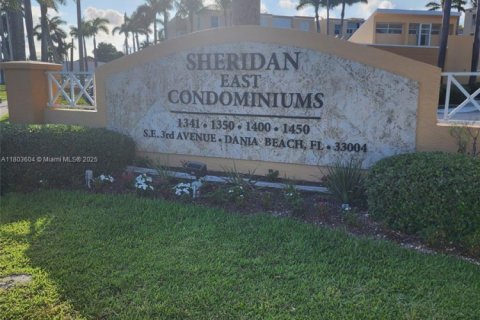 SHERIDAN
EAST
CONDOMINIUMS
1341 • 1350 • 1400 • 1450
S.E. 3rd AVENUE • DANIA BEACH, FL • 33004
© A11803604 @ Miami MLS® 2025